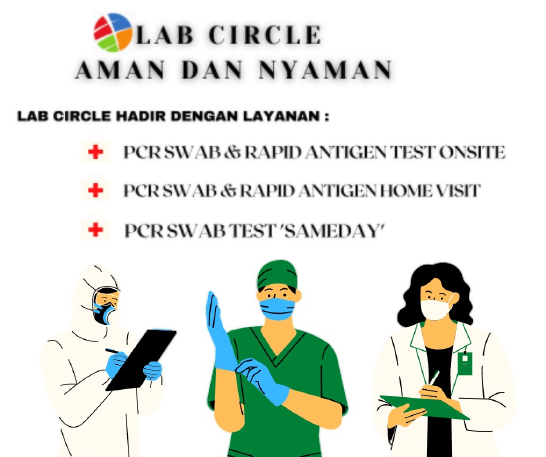 LAB CIRCLE
AMAN DAN NYAMAN
LAB CIRCLE HADIR DENGAN LAYANAN :
PCR SWAB & RAPID ANTIGEN TEST ONSITE
PCR SWAB & RAPID ANTIGEN HOME VISIT
PCR SWAB TEST 'SAMEDAY'